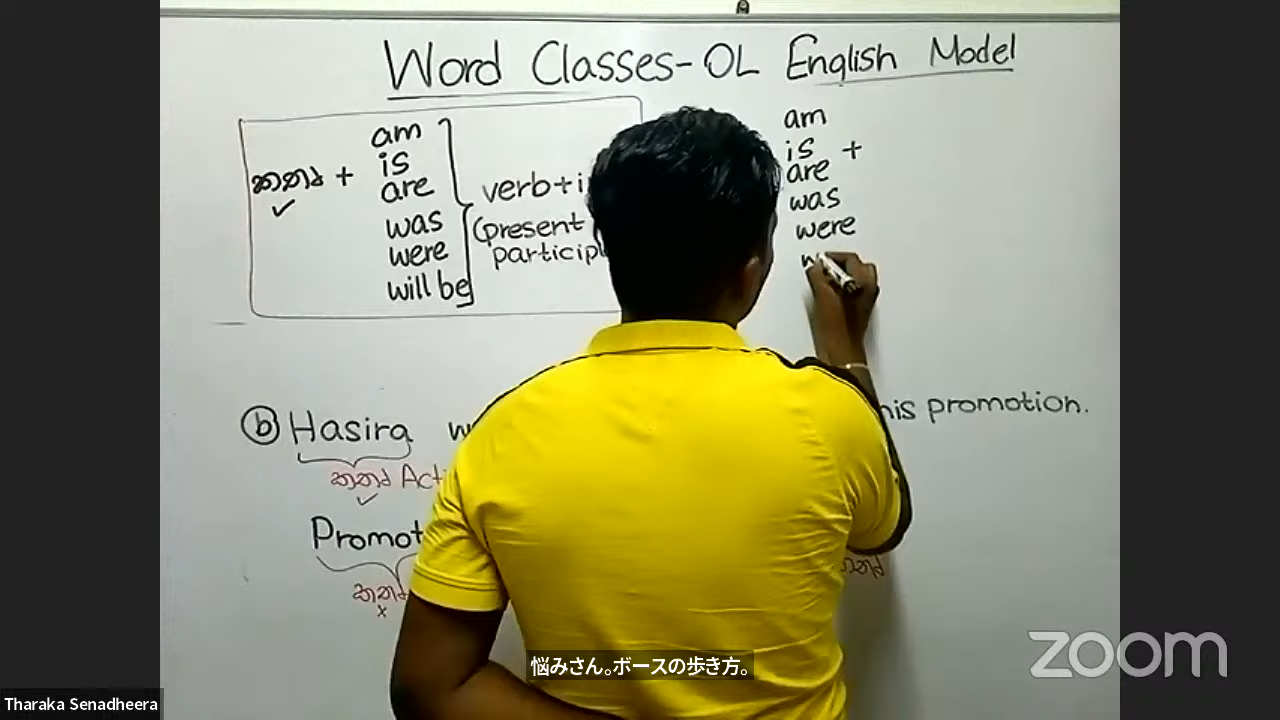 Word Classes- OL English Model
කතෘ +
am
is
are
was
were
will be
verb+i
(present
particip
am
is +
are
was
were
w
(b) Hasira w his promotion.
කතෘ Acti
Promot
කතෘ
x
කතෘ
悩みさん。ボースの歩き方。
zoom
Tharaka Senadheera